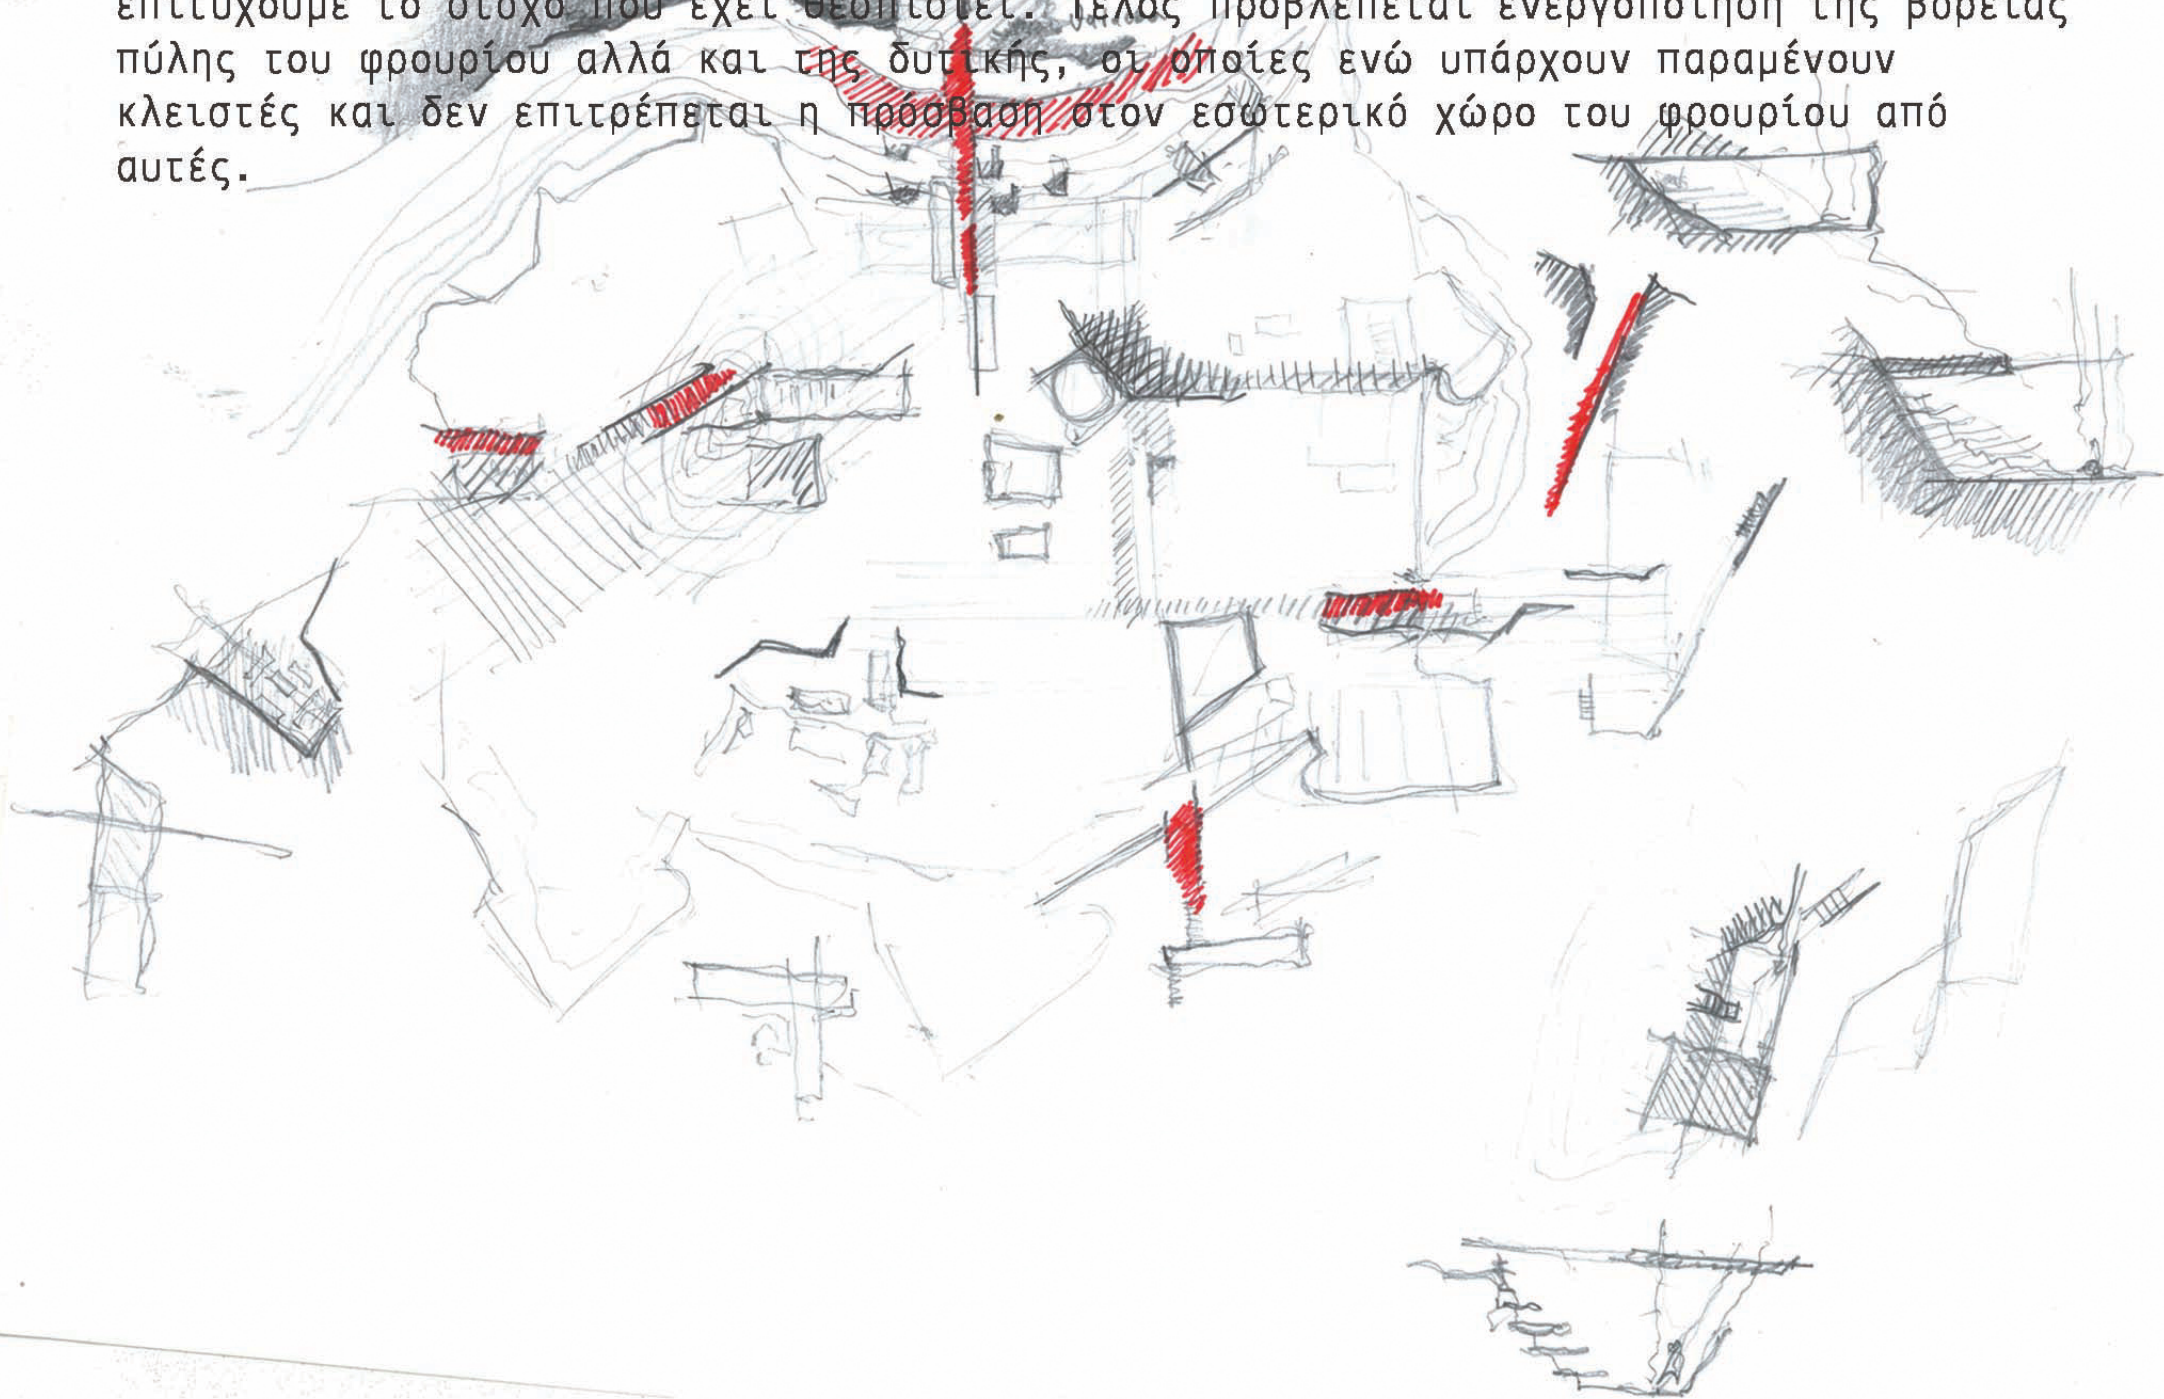 επιτύχουμε το στόχο που έχει θεσπιστεί. Τέλος προβλέπεται ενεργοποίηση της βόρειας
πύλης του φρουρίου αλλά και της δυτικής, οι οποίες ενώ υπάρχουν παραμένουν
κλειστές και δεν επιτρέπεται η πρόσβαση στον εσωτερικό χώρο του φρουρίου από
αυτές.